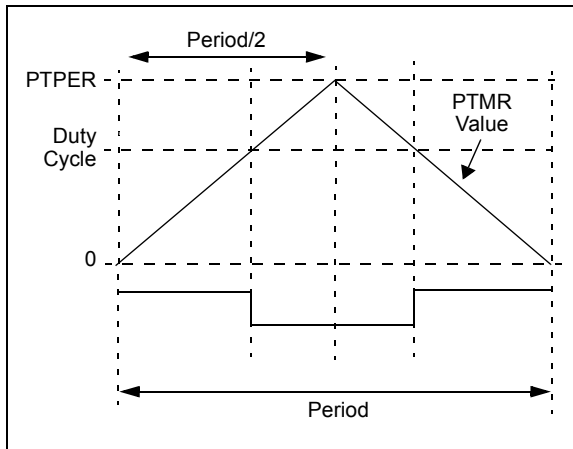 Period/2
PTPER
PTMR
Value
Duty
Cycle
0
Period